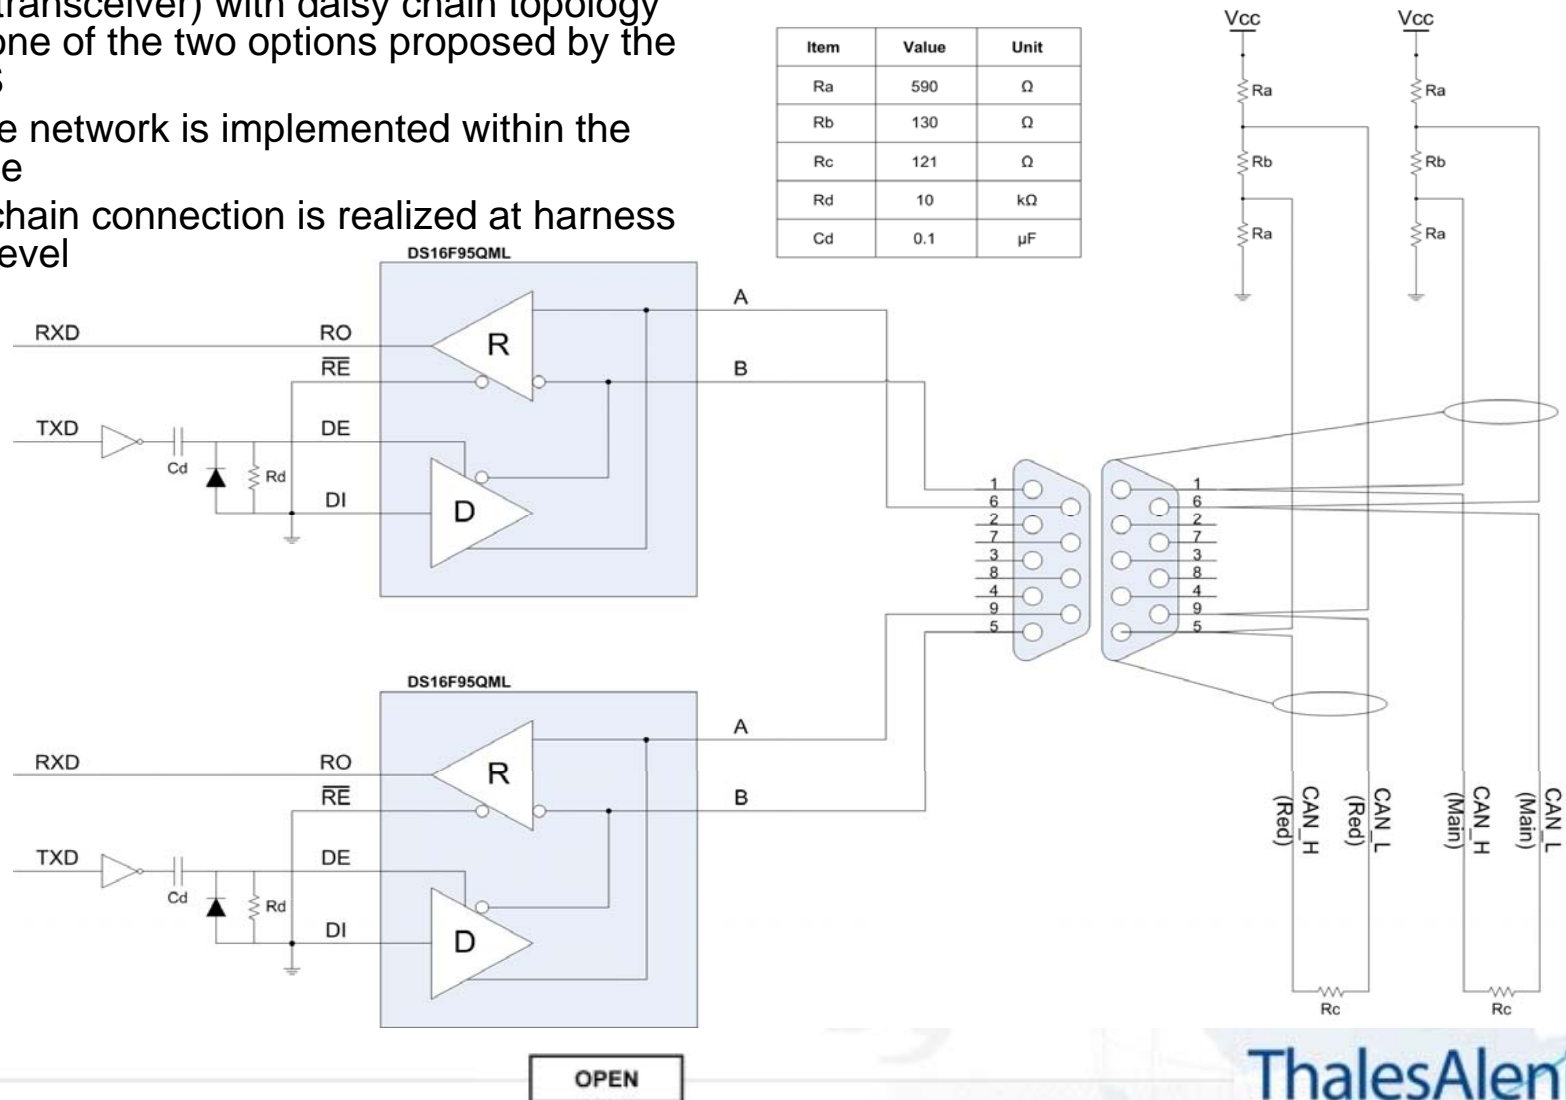 transceiver) with daisy chain topology
one of the two options proposed by the
S
e network is implemented within the
e
chain connection is realized at harness
evel
Item Value Unit
Ra 590 Ω
Rb 130 Ω
Rc 121 Ω
Rd 10 kΩ
Cd 0.1 µF
Vcc
Vcc
Ra
Ra
Rb
Rb
Ra
Ra
DS16F95QML
A
RXD
RO
R
RE
B
TXD
DE
Cd
Rd
DI
D
1
6
2
7
3
8
4
9
5
1
6
2
7
3
8
4
9
5
DS16F95QML
A
RXD
RO
R
RE
B
TXD
DE
Cd
Rd
DI
D
CAN_H
(Red)
CAN_L
(Red)
CAN_H
(Main)
CAN_L
(Main)
Rc
Rc
OPEN
ThalesAlen